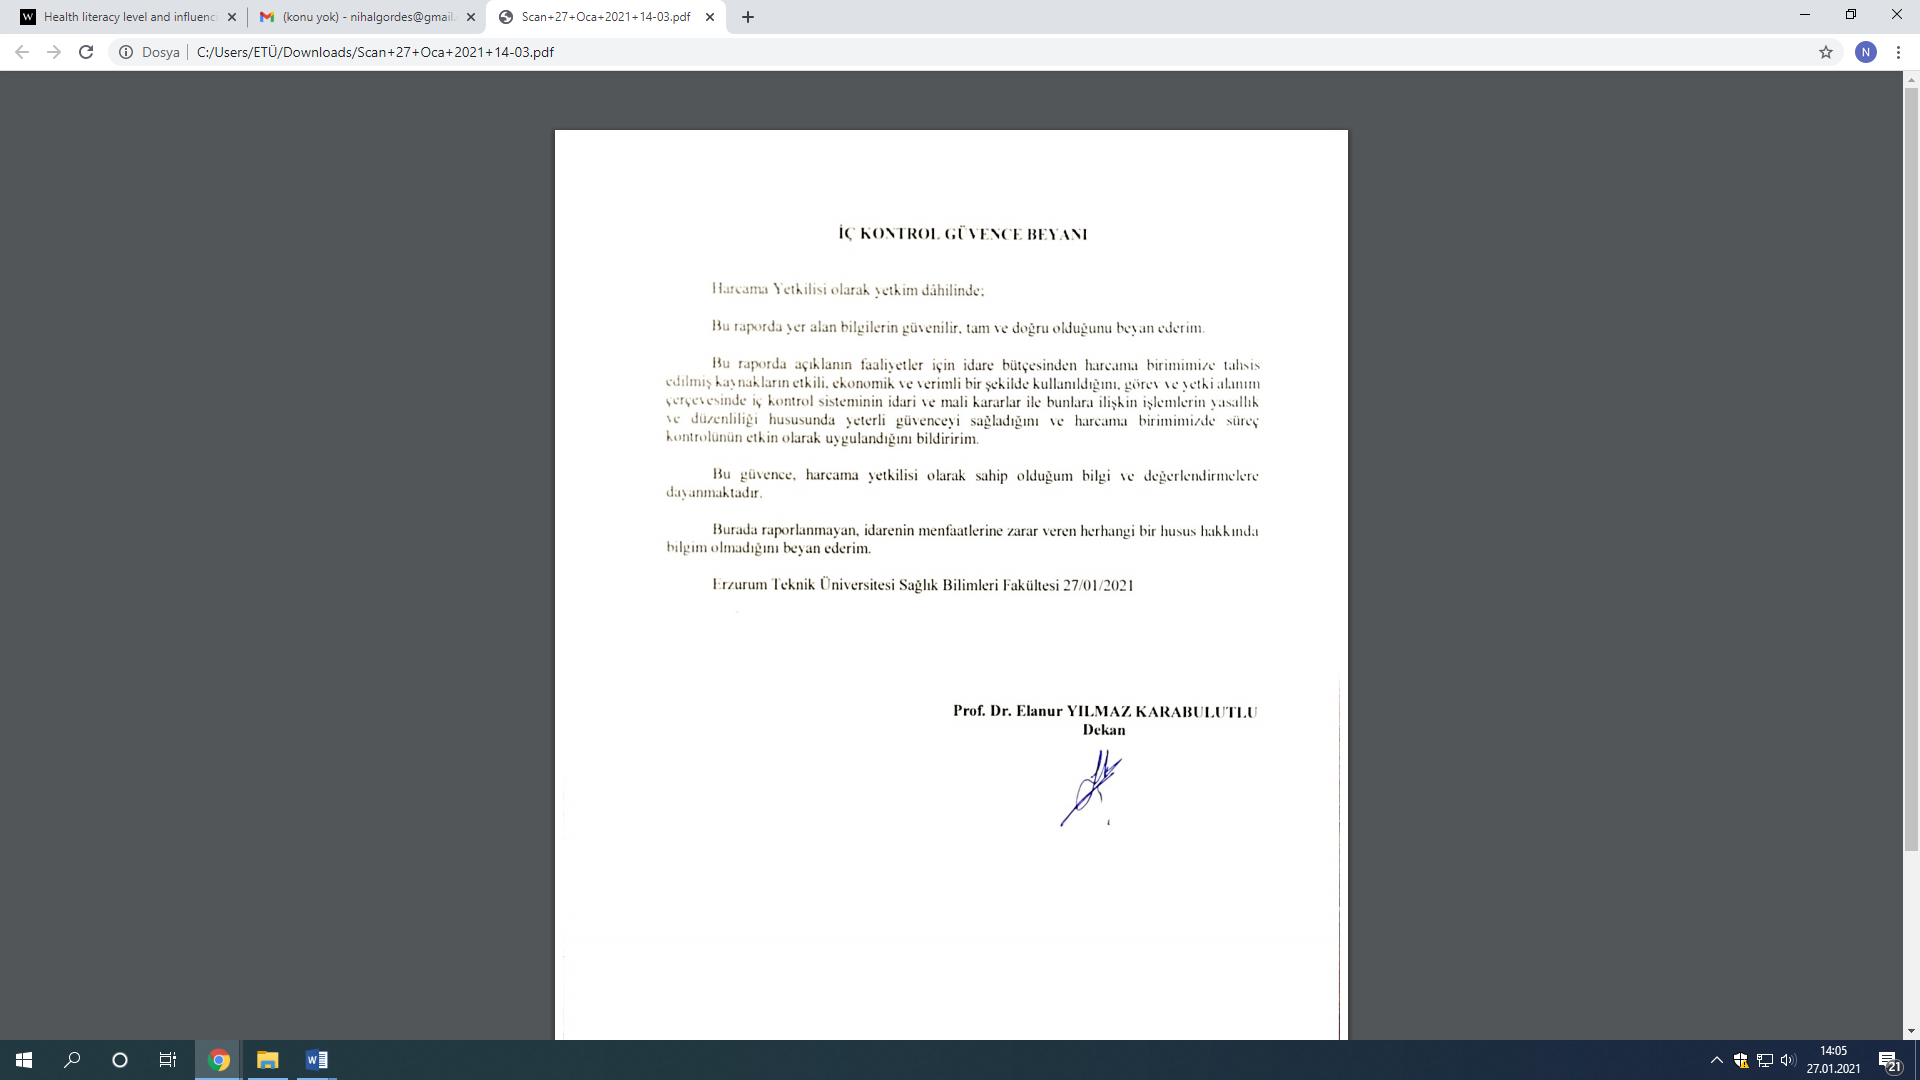 Health literacy level and influenc
(konu yok) - nihalgordes@gmail.
Scan+27+Oca+2021+14-03.pdf
Dosya
C:/Users/ETÜ/Downloads/Scan+27+Oca+2021+14-03.pdf
N
İÇ KONTROL GÜVENCE BEYANI
Harcama Yetkilisi olarak yetkim dâhilinde;
Bu raporda yer alan bilgilerin güvenilir, tam ve doğru olduğunu beyan ederim.
Bu raporda açıklanın faaliyetler için idare bütçesinden harcama birimimize tahsis
edilmiş kaynakların etkili, ekonomik ve verimli bir şekilde kullanıldığını, görev ve yetki alanım
çerçevesinde iç kontrol sisteminin idari ve mali kararlar ile bunlara ilişkin işlemlerin yasallık
ve düzenliliği hususunda yeterli güvenceyi sağladığını ve harcama birimimizde süreç
kontrolünün etkin olarak uygulandığını bildiririm.
Bu güvence, harcama yetkilisi olarak sahip olduğum bilgi ve değerlendirmelere
dayanmaktadır.
Burada raporlanmayan, idarenin menfaatlerine zarar veren herhangi bir husus hakkında
bilgim olmadığını beyan ederim.
Erzurum Teknik Üniversitesi Sağlık Bilimleri Fakültesi 27/01/2021
Prof. Dr. Elanur YILMAZ KARABULUTLU
Dekan
14:05
27.01.2021
21